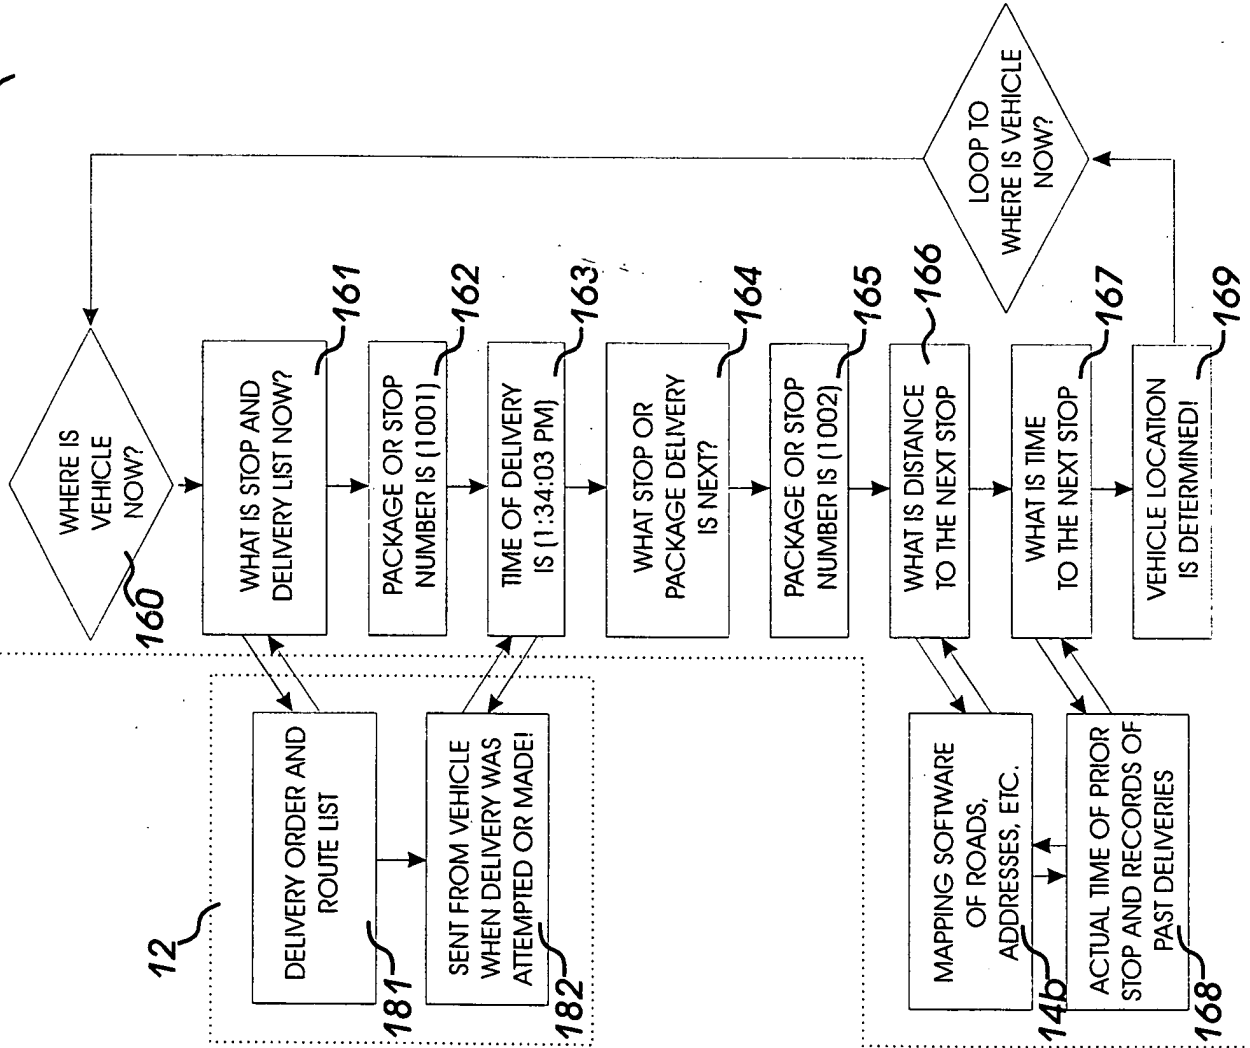 WHERE IS
VEHICLE
NOW?
160
WHAT IS STOP AND
DELIVERY LIST NOW?
161
PACKAGE OR STOP
NUMBER IS (1001)
162
TIME OF DELIVERY
IS (1:34:03 PM)
163
WHAT STOP OR
PACKAGE DELIVERY
IS NEXT?
164
PACKAGE OR STOP
NUMBER IS (1002)
165
WHAT IS DISTANCE
TO THE NEXT STOP
166
WHAT IS TIME
TO THE NEXT STOP
167
VEHICLE LOCATION
IS DETERMINED!
169
LOOP TO
WHERE IS VEHICLE
NOW?
12
DELIVERY ORDER AND
ROUTE LIST
181
SENT FROM VEHICLE
WHEN DELIVERY WAS
ATTEMPTED OR MADE!
182
MAPPING SOFTWARE
OF ROADS,
ADDRESSES, ETC.
14b
ACTUAL TIME OF PRIOR
STOP AND RECORDS OF
PAST DELIVERIES
168